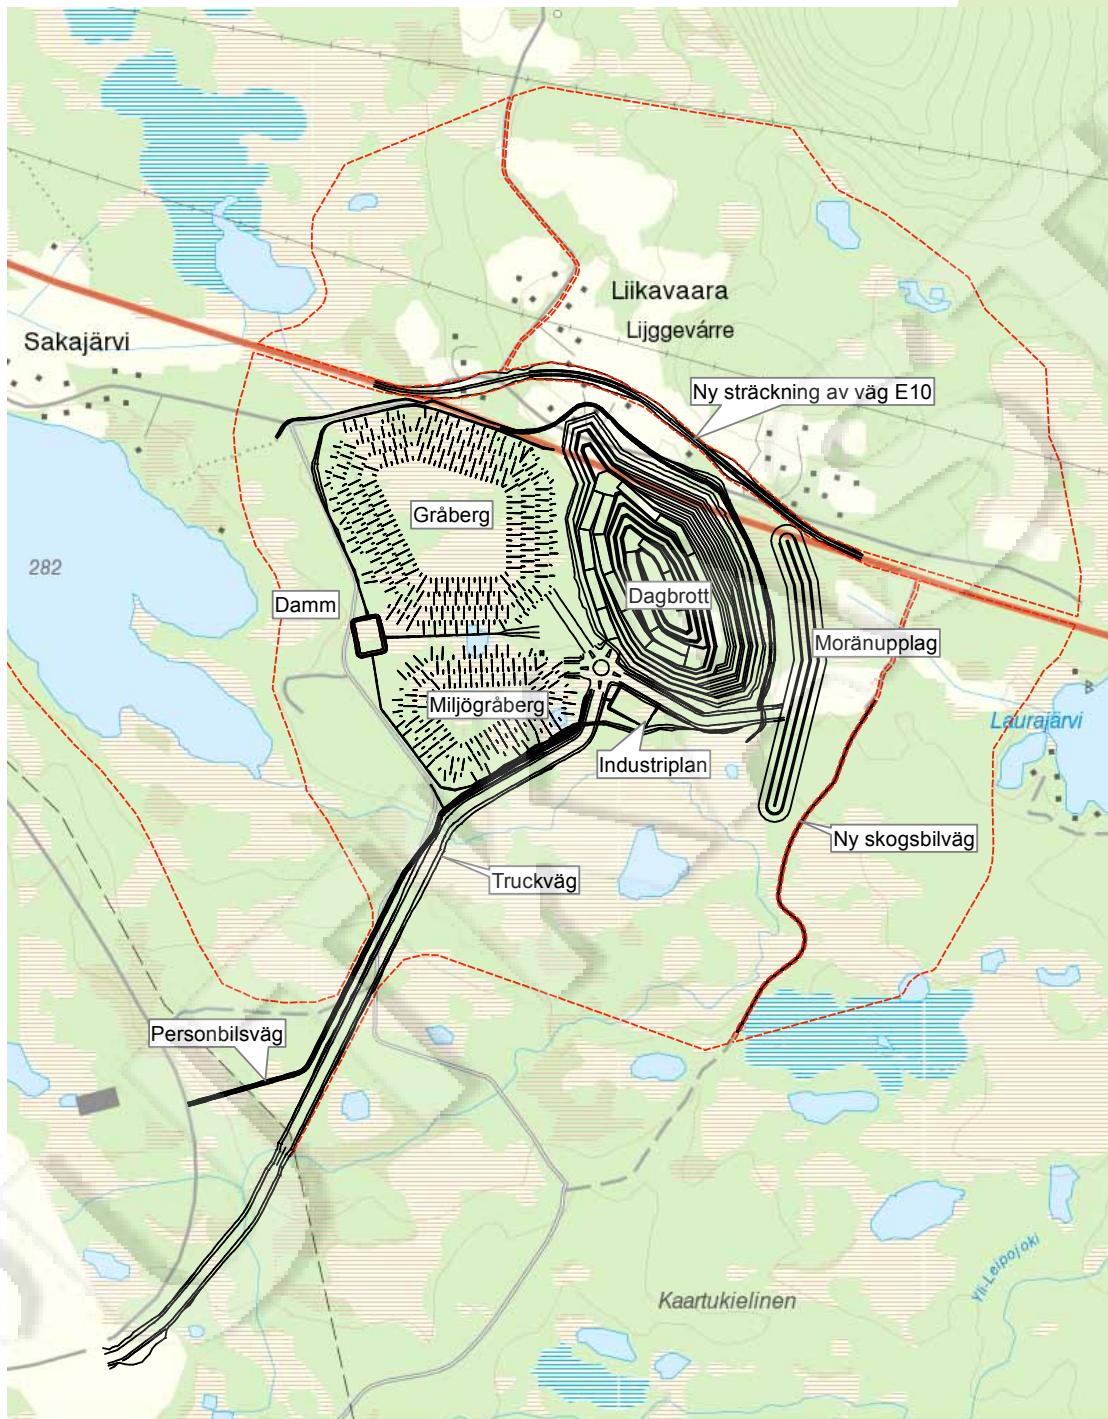 Liikavaara
Lijggevárre
Sakajärvi
Ny sträckning av väg E10
Gråberg
282
Dagbrott
Damm
Moränupplag
Miljögråberg
Laurajärvi
Industriplan
Ny skogsbilväg
Truckväg
Personbilsväg
Yli-Leipojoki
Kaartukielinen